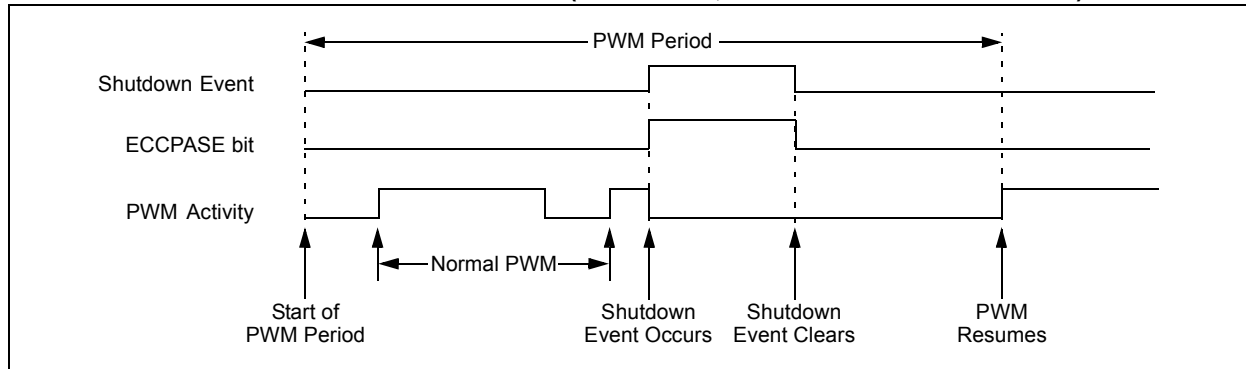 PWM Period
Shutdown Event
ECCPASE bit
PWM Activity
Normal PWM
Start of
PWM Period
Shutdown
Event Occurs
Shutdown
Event Clears
PWM
Resumes